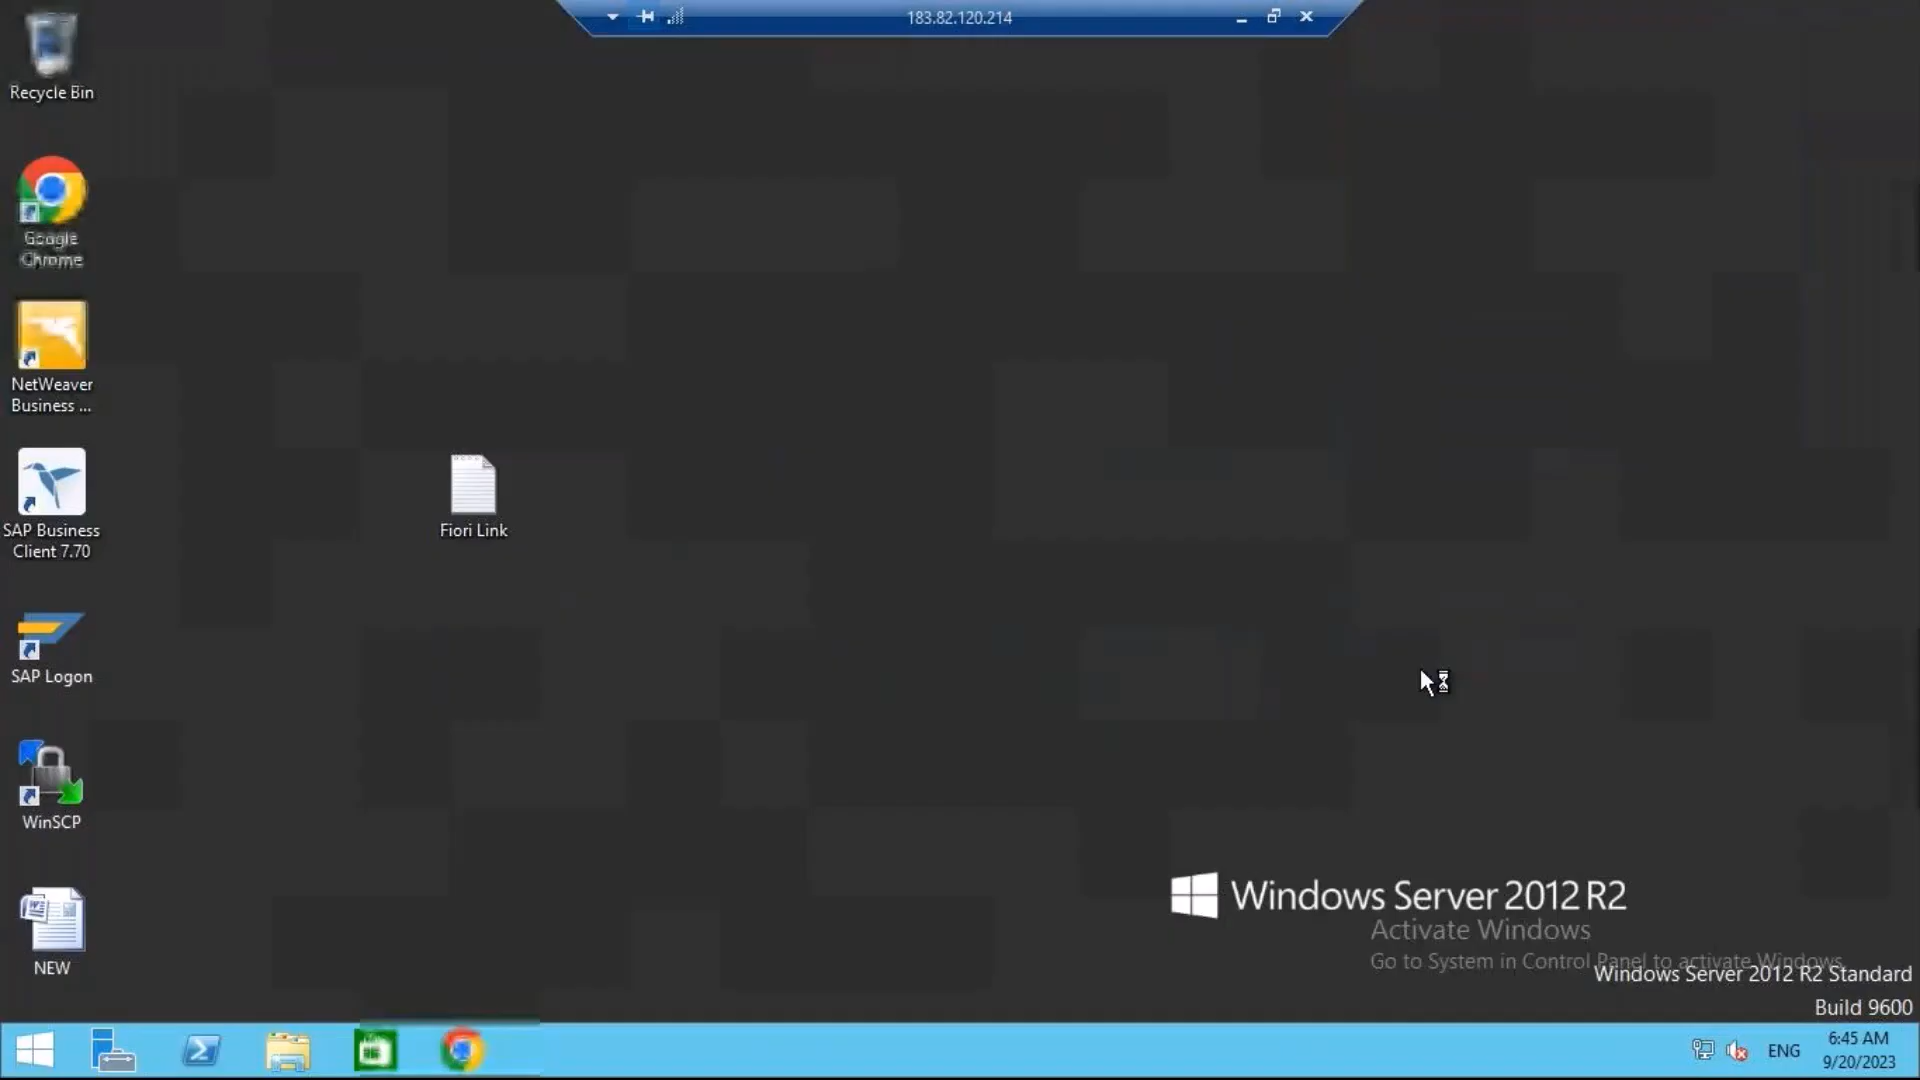 183.82.120.214
Recycle Bin
Google
Chrome
NetWeaver
Business ...
SAP Business
Client 7.70
Fiori Link
SAP Logon
WinSCP
NEW
Windows Server 2012 R2
Activate Windows
Go to System in Control Panel to activate Windows.
Windows Server 2012 R2 Standard
Build 9600
ENG
6:45 AM
9/20/2023